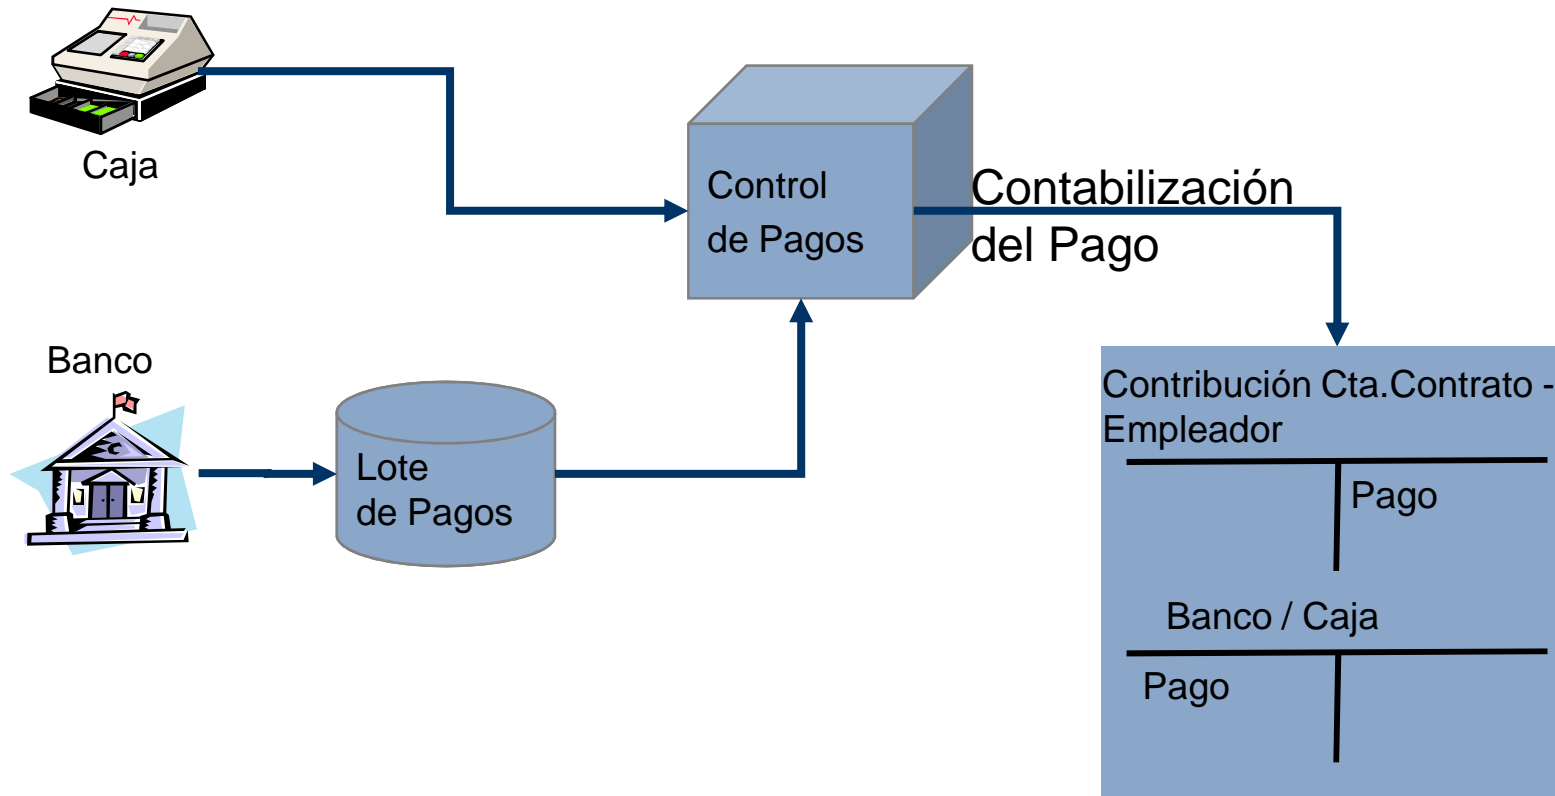 Caja
Control
de Pagos
Contabilización
del Pago
Banco
Lote
de Pagos
Contribución Cta.Contrato -
Empleador
Pago
Banco / Caja
Pago